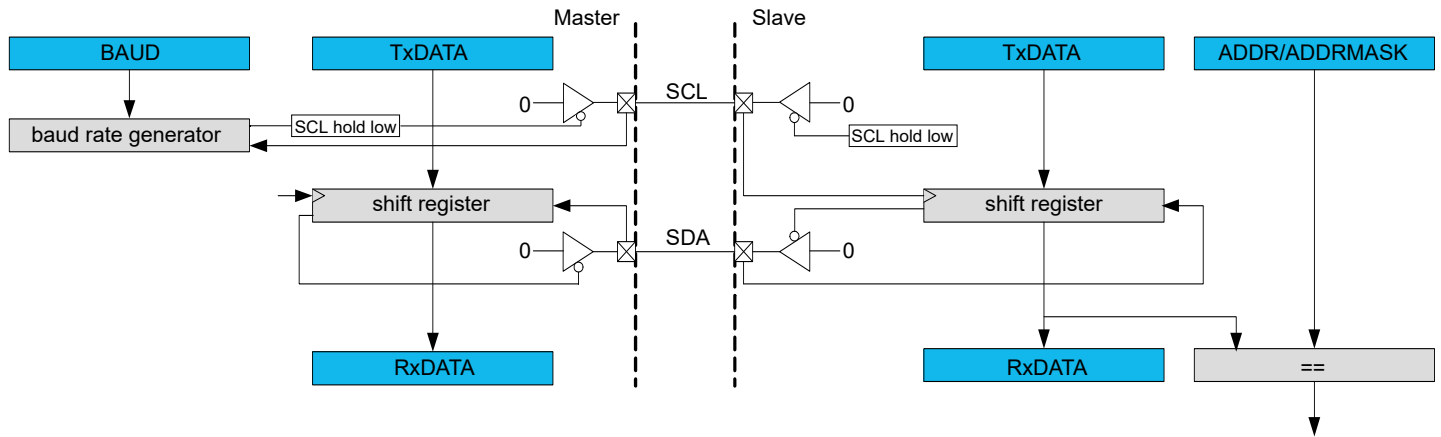 Master Slave
BAUD TxDATA TxDATA ADDR/ADDRMASK
0 SCL 0
baud rate generator SCL hold low SCL hold low
shift register shift register
0 SDA 0
RxDATA RxDATA ==